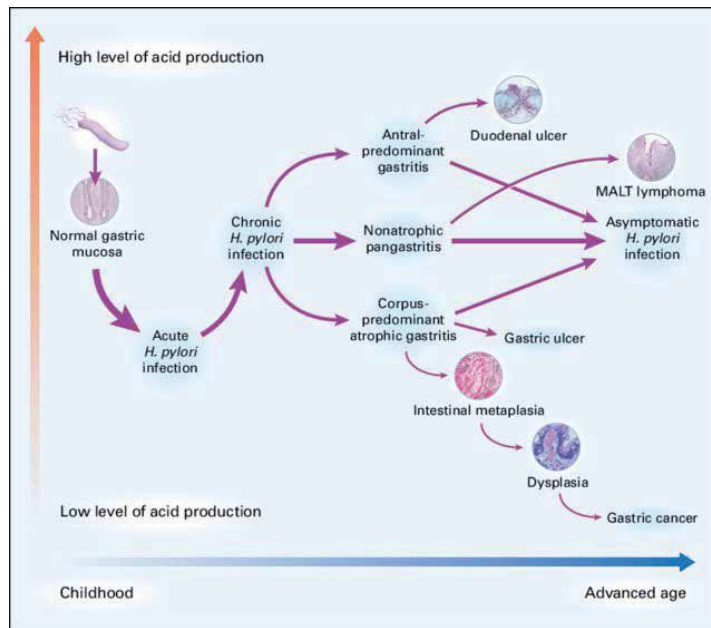 High level of acid production
Duodenal ulcer
Antral-
predominant
gastritis
MALT lymphoma
Normal gastric
mucosa
Chronic
H. pylori
infection
Nonatrophic
pangastritis
Asymptomatic
H. pylori
infection
Acute
H. pylori
infection
Corpus-
predominant
atrophic gastritis
Gastric ulcer
Intestinal metaplasia
Dysplasia
Low level of acid production
Gastric cancer
Childhood
Advanced age